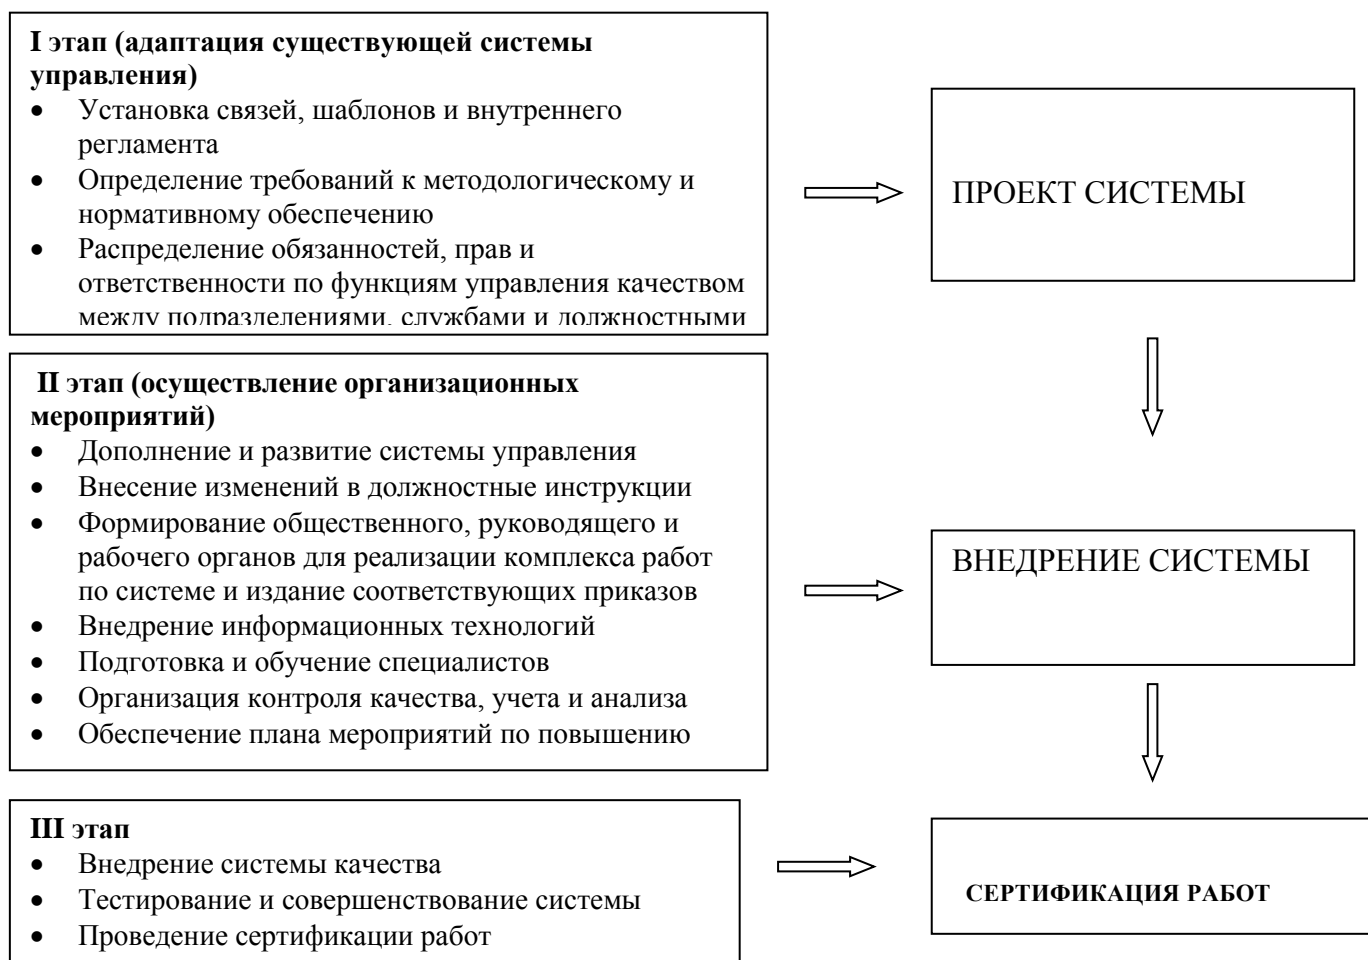 I этап (адаптация существующей системы
управления)
• Установка связей, шаблонов и внутреннего
регламента
• Определение требований к методологическому и
нормативному обеспечению
• Распределение обязанностей, прав и
ответственности по функциям управления качеством
между подразделениями, службами и должностными
ПРОЕКТ СИСТЕМЫ
II этап (осуществление организационных
мероприятий)
• Дополнение и развитие системы управления
• Внесение изменений в должностные инструкции
• Формирование общественного, руководящего и
рабочего органов для реализации комплекса работ
по системе и издание соответствующих приказов
• Внедрение информационных технологий
• Подготовка и обучение специалистов
• Организация контроля качества, учета и анализа
• Обеспечение плана мероприятий по повышению
ВНЕДРЕНИЕ СИСТЕМЫ
III этап
• Внедрение системы качества
• Тестирование и совершенствование системы
• Проведение сертификации работ
СЕРТИФИКАЦИЯ РАБОТ